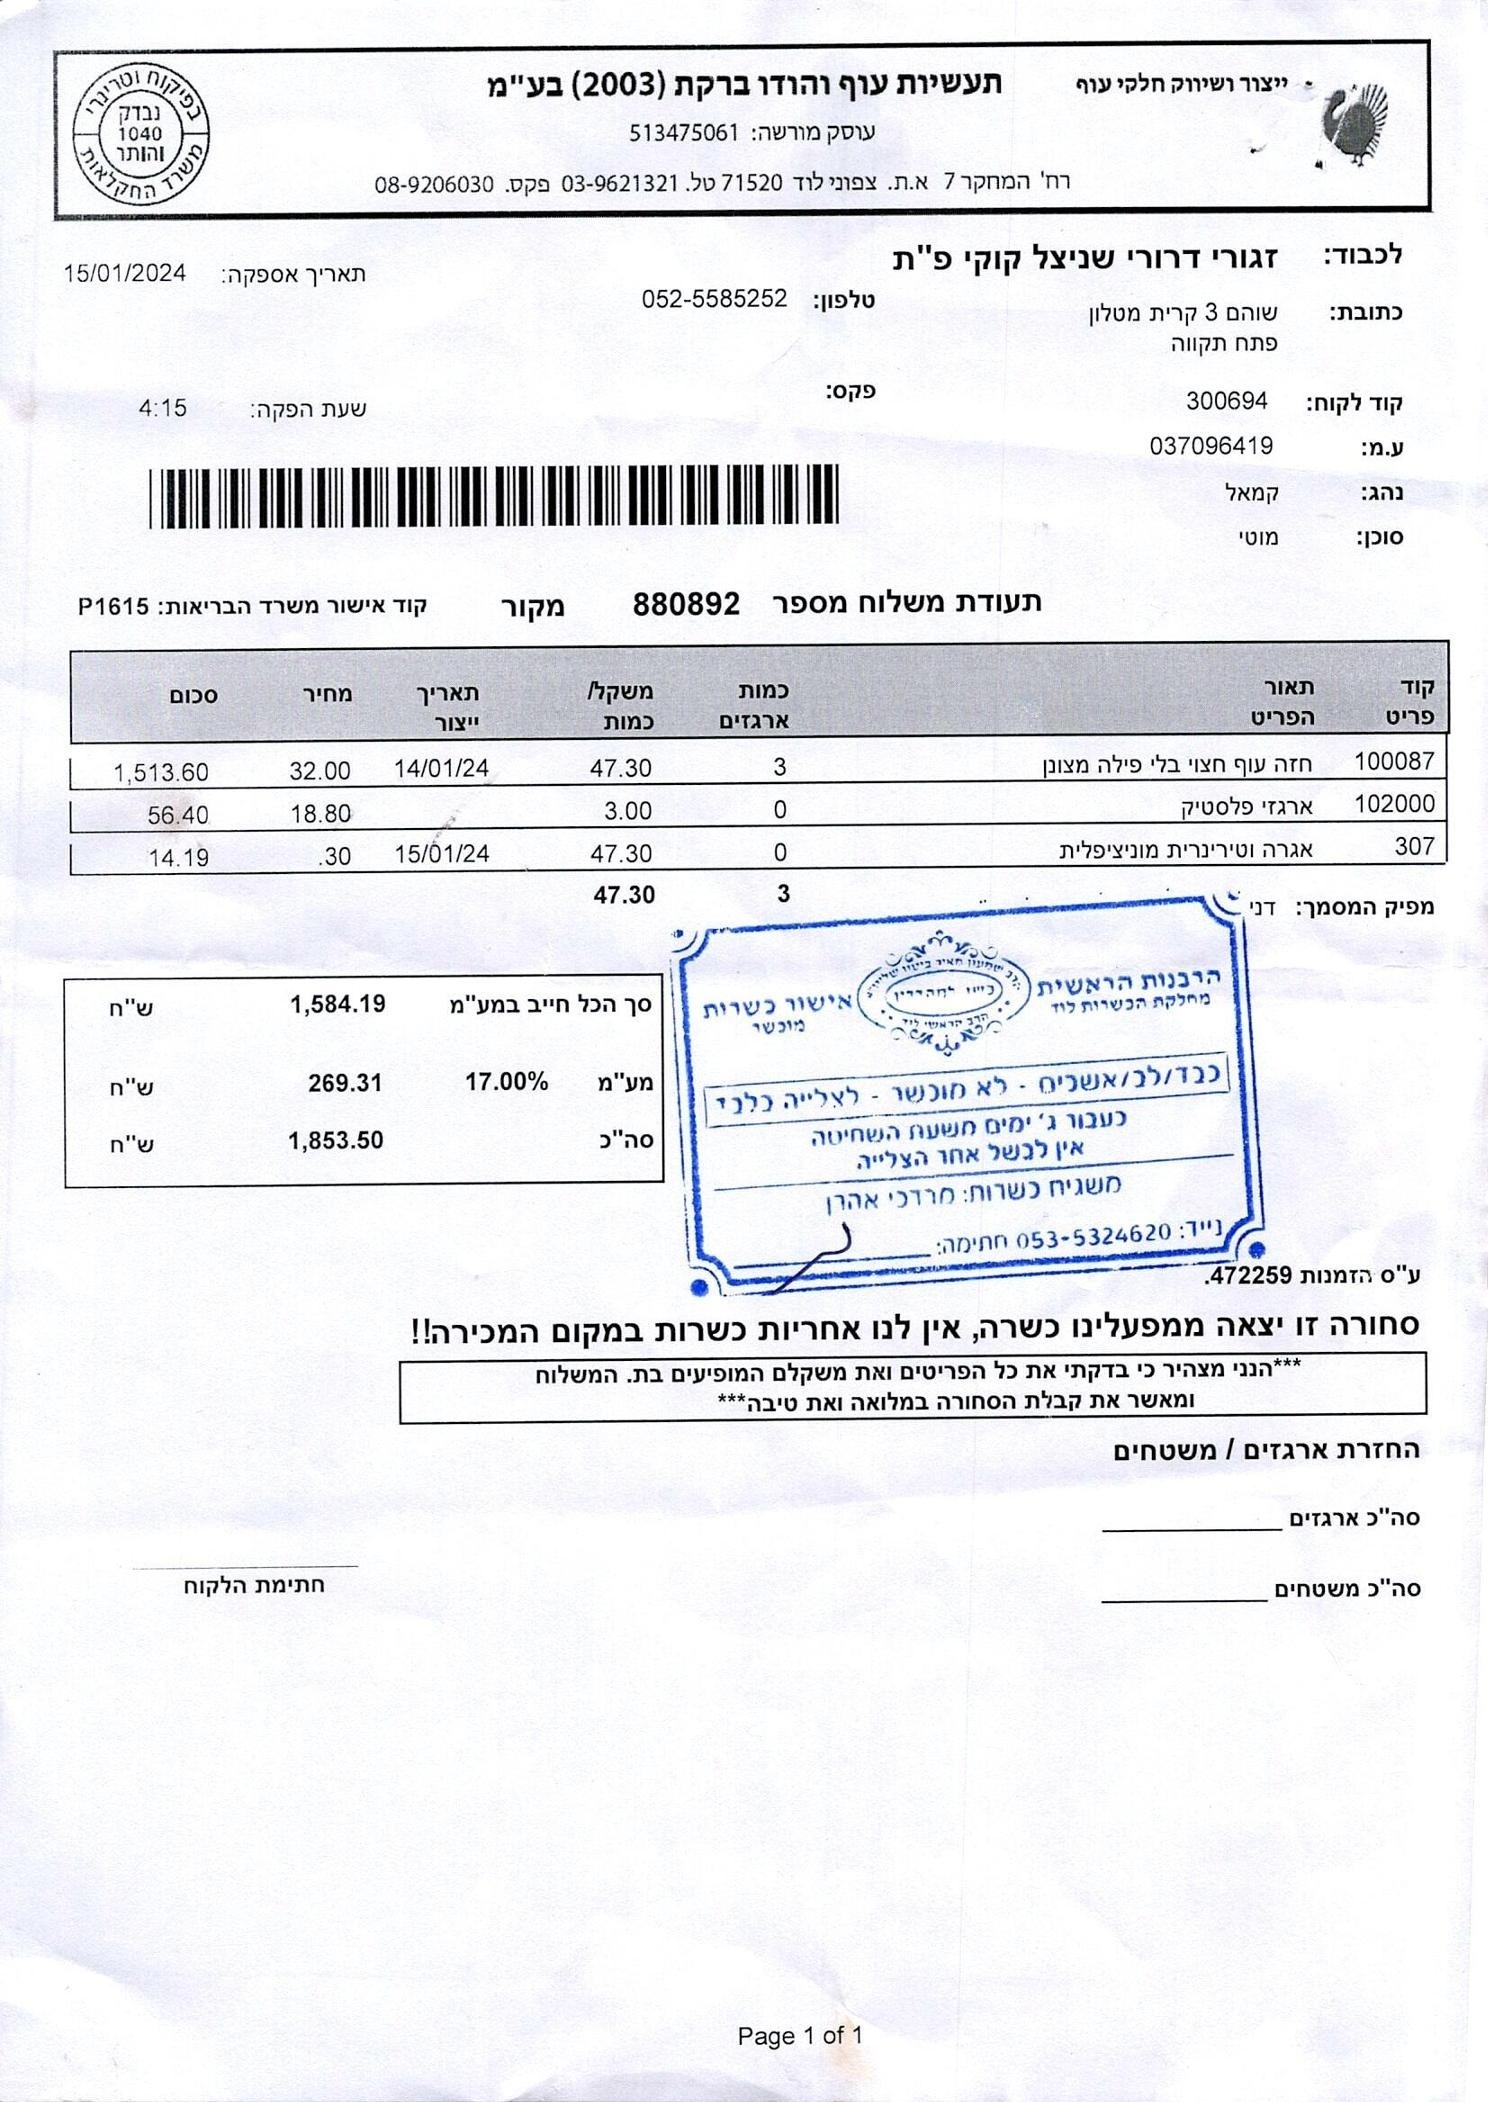 ייצור ושיווק חלקי עוף
תעשיות עוף והודו ברקת (2003) בע"מ
עוסק מורשה: 513475061
רח' המחקר 7 א.ת. צפוני לוד 71520 טל. 03-9621321 פקס. 08-9206030
בפיקוח וטרינרי
נבדק
1040
והותר
משרד החקלאות
לכבוד: זגורי דרורי שניצל קוקי פ"ת
תאריך אספקה: 15/01/2024
כתובת: שוהם 3 קרית מטלון
פתח תקווה
טלפון: 052-5585252
קוד לקוח: 300694
פקס:
שעת הפקה: 4:15
ע.מ: 037096419
נהג: קמאל
סוכן: מוטי
תעודת משלוח מספר 880892 מקור קוד אישור משרד הבריאות: P1615
קוד פריט תאור הפריט כמות ארגזים משקל/ כמות תאריך ייצור מחיר סכום
100087 חזה עוף חצוי בלי פילה מצונן 3 47.30 14/01/24 32.00 1,513.60
102000 ארגזי פלסטיק 0 3.00 18.80 56.40
307 אגרה וטירינרית מוניציפלית 0 47.30 15/01/24 .30 14.19
3 47.30
מפיק המסמך: דני
סך הכל חייב במע"מ 1,584.19 ש"ח
מע"מ 17.00% 269.31 ש"ח
סה"כ 1,853.50 ש"ח
הרבנות הראשית
מחלקת הכשרות לוד
אישור כשרות
מוכשר
כבד/לב/אשכים - לא מוכשר - לצלייה בלבד
כעבור ג' ימים משעת השחיטה
אין לבשל אחר הצלייה
משגיח כשרות: מרדכי אהרן
נייד: 053-5324620 חתימה:
ע"ס הזמנות 472259.
סחורה זו יצאה ממפעלינו כשרה, אין לנו אחריות כשרות במקום המכירה!!
***הנני מצהיר כי בדקתי את כל הפריטים ואת משקלם המופיעים בת. המשלוח
ומאשר את קבלת הסחורה במלואה ואת טיבה***
החזרת ארגזים / משטחים
סה"כ ארגזים
סה"כ משטחים
חתימת הלקוח
Page 1 of 1